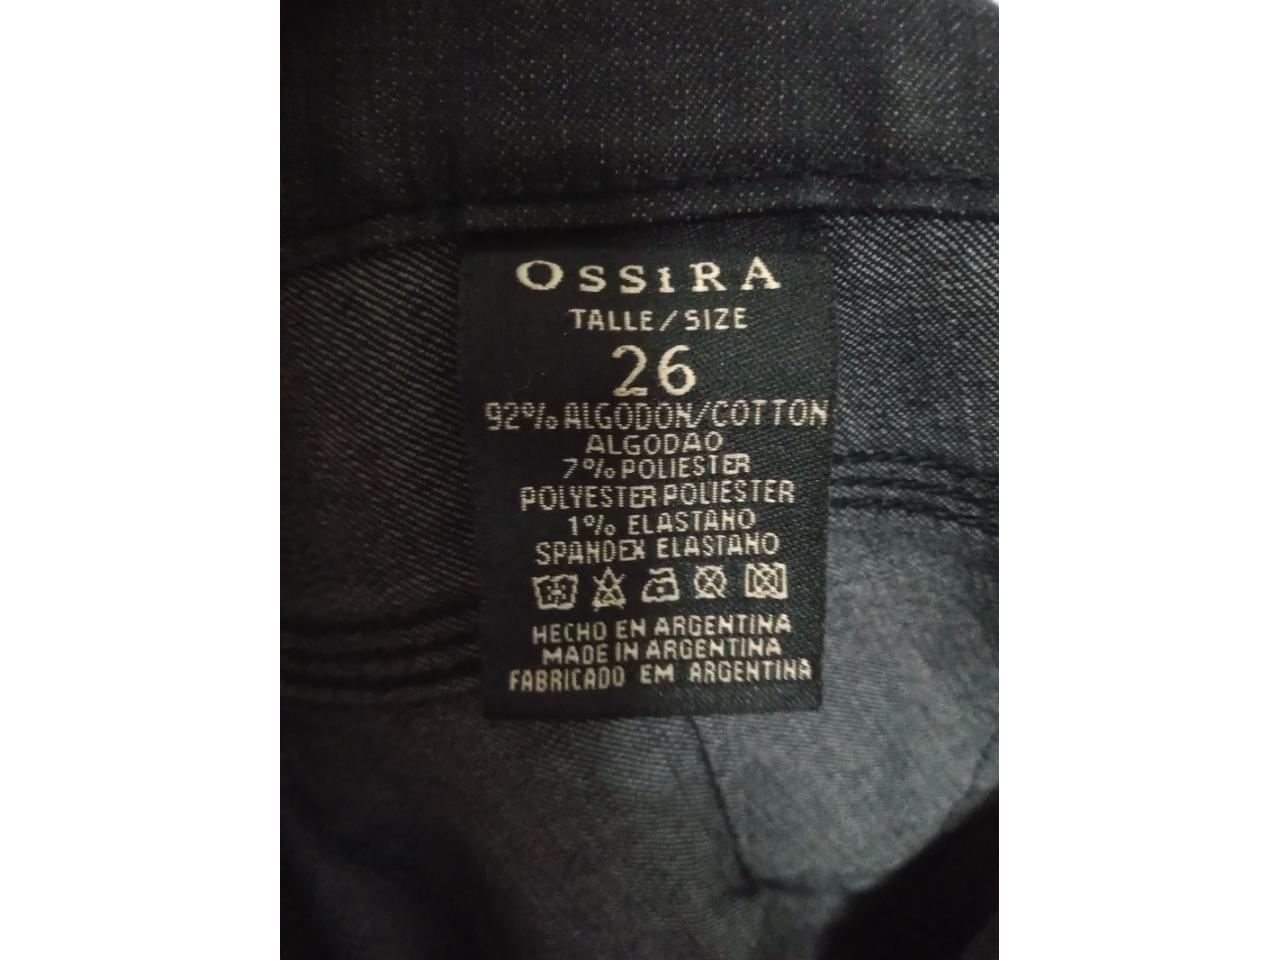 OSSiRA
TALLE/SIZE
26
92% ALGODON/COTTON
ALGODAO
7% POLIESTER
POLYESTER POLIESTER
1% ELASTANO
SPANDEX ELASTANO
HECHO EN ARGENTINA
MADE IN ARGENTINA
FABRICADO EM ARGENTINA